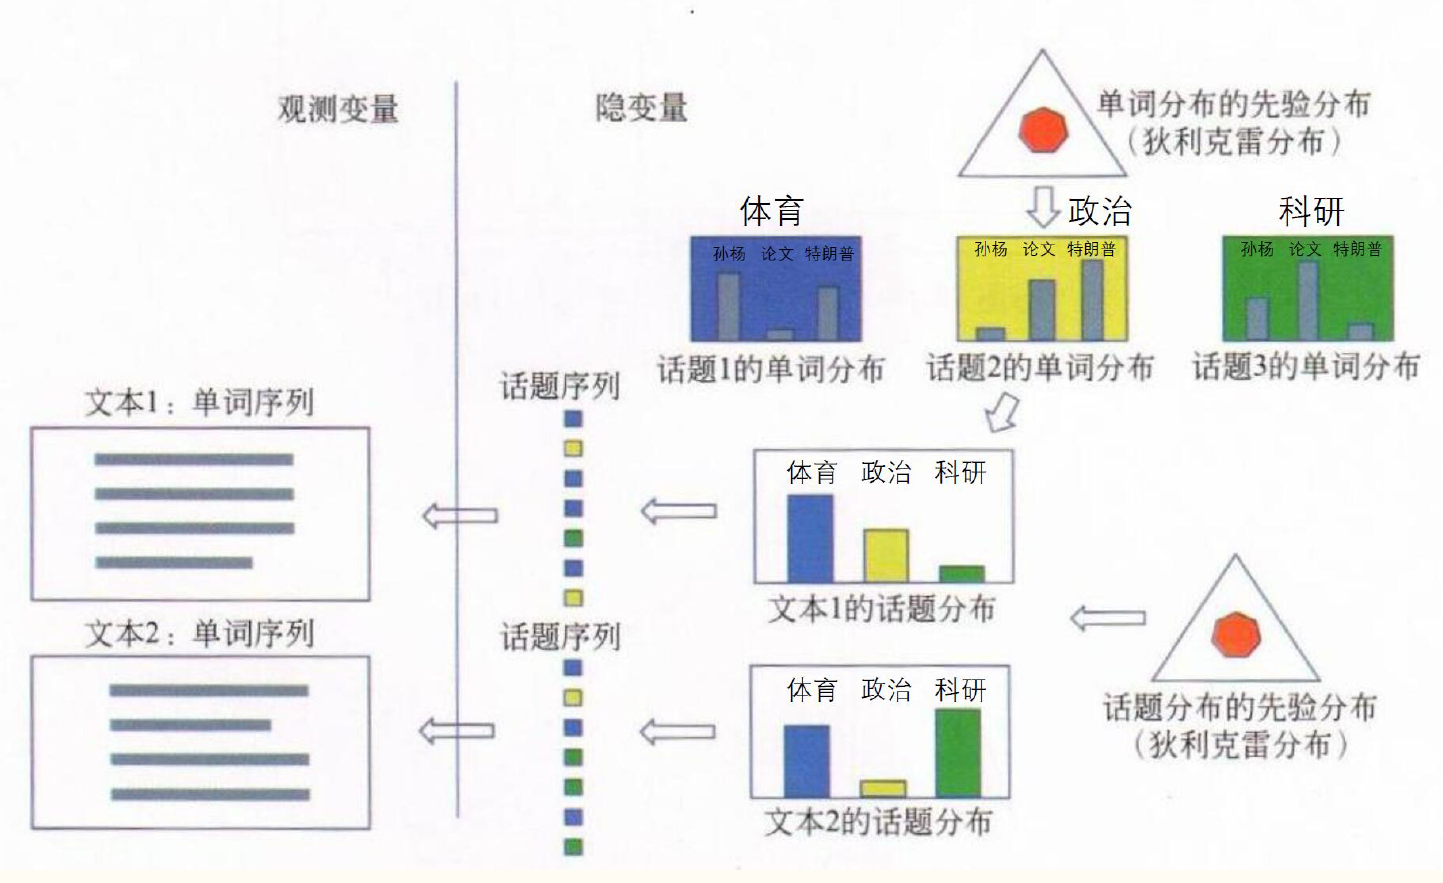 观测变量
隐变量
单词分布的先验分布
（狄利克雷分布）
体育
政治
科研
孙杨 论文 特朗普
孙杨 论文 特朗普
孙杨 论文 特朗普
话题1的单词分布
话题2的单词分布
话题3的单词分布
文本1：单词序列
话题序列
体育 政治 科研
文本1的话题分布
文本2：单词序列
话题序列
体育 政治 科研
文本2的话题分布
话题分布的先验分布
（狄利克雷分布）